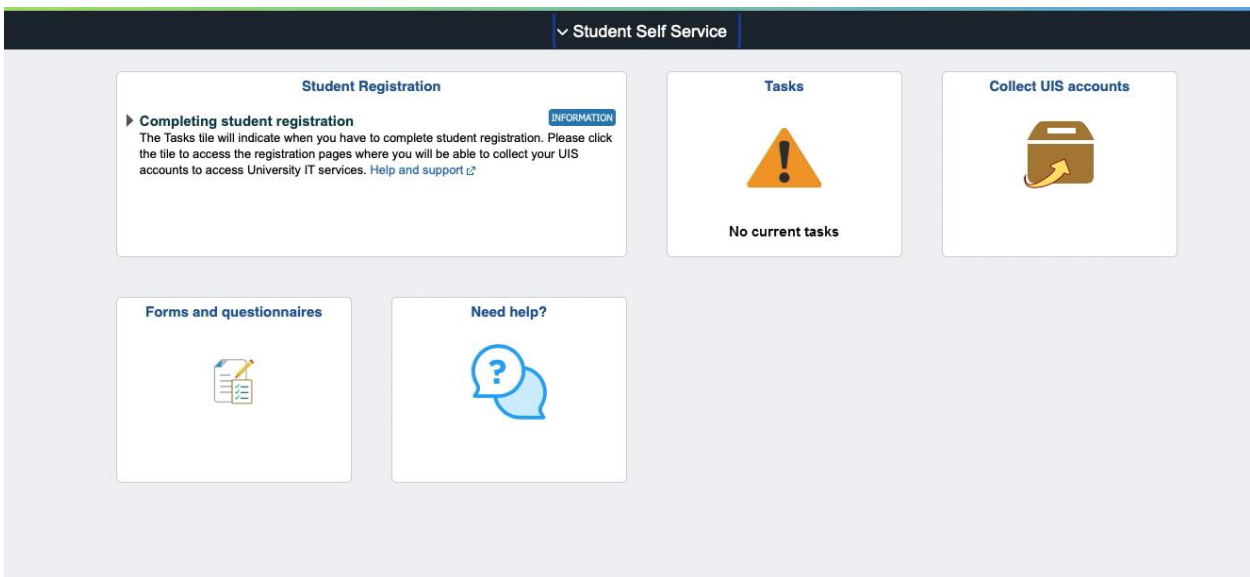 Student Self Service
Student Registration
Completing student registration
INFORMATION
The Tasks tile will indicate when you have to complete student registration. Please click
the tile to access the registration pages where you will be able to collect your UIS
accounts to access University IT services. Help and support
Tasks
No current tasks
Collect UIS accounts
Forms and questionnaires
Need help?
?